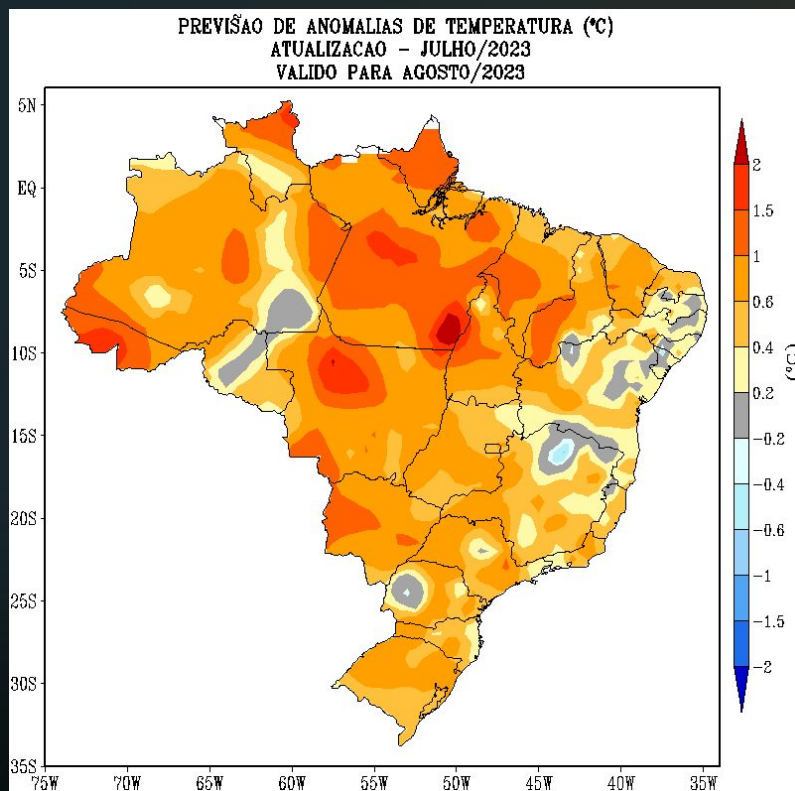 PREVISÃO DE ANOMALIAS DE TEMPERATURA (°C)
ATUALIZACAO - JULHO/2023
VALIDO PARA AGOSTO/2023
5N
EQ
5S
10S
15S
20S
25S
30S
35S
75W 70W 65W 60W 55W 50W 45W 40W 35W
2
1.5
1
0.6
0.4
0.2
-0.2
-0.4
-0.6
-1
-1.5
-2
(°C)